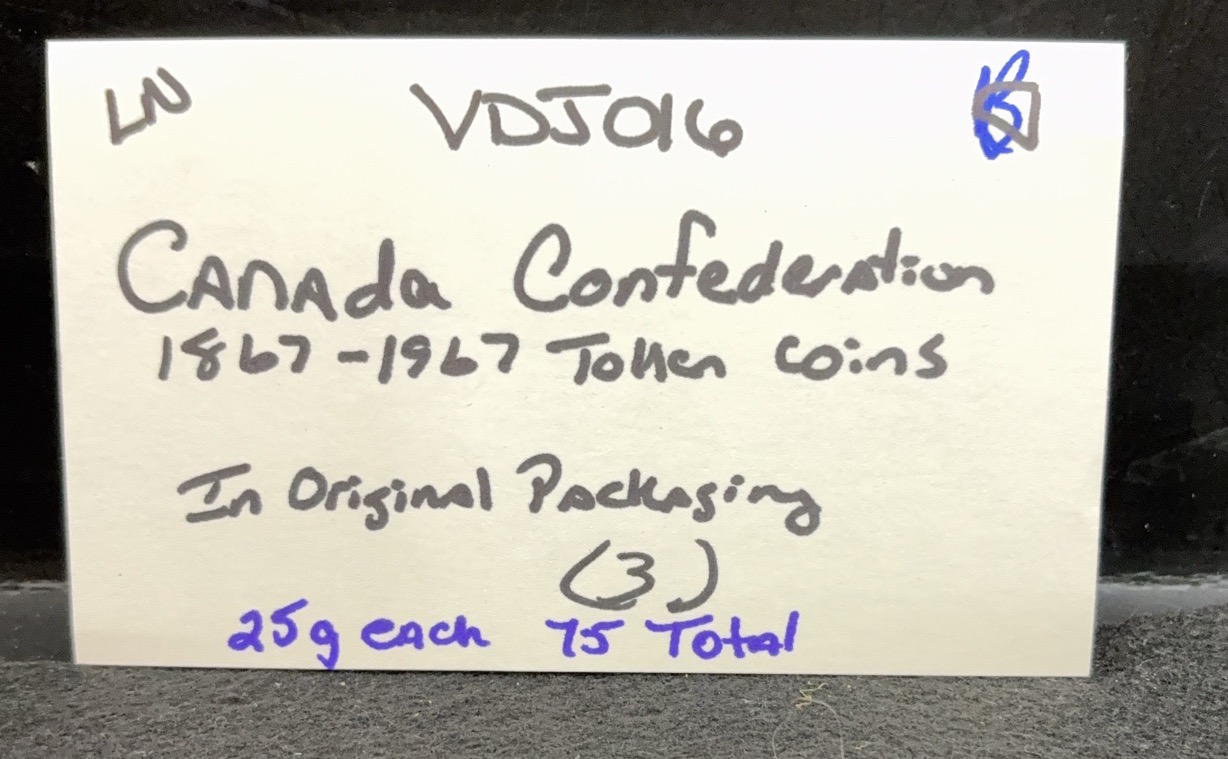 LN VDJ016
Canada Confederation
1867-1967 Token Coins
In Original Packaging
(3)
25g each 75 Total